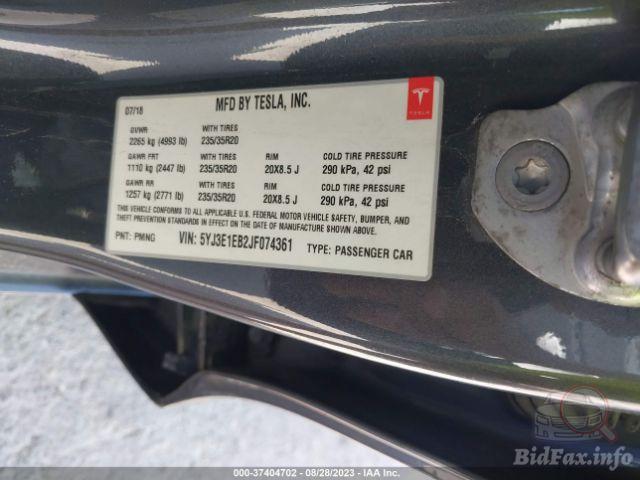 07/18 MFD BY TESLA, INC.
TESLA
GVWR WITH TIRES
2265 kg (4993 lb) 235/35R20
GAWR FRT WITH TIRES RIM COLD TIRE PRESSURE
1110 kg (2447 lb) 235/35R20 20X8.5 J 290 kPa, 42 psi
GAWR RR WITH TIRES RIM COLD TIRE PRESSURE
1257 kg (2771 lb) 235/35R20 20X8.5 J 290 kPa, 42 psi
THIS VEHICLE CONFORMS TO ALL APPLICABLE U.S. FEDERAL MOTOR VEHICLE SAFETY, BUMPER, AND
THEFT PREVENTION STANDARDS IN EFFECT ON THE DATE OF MANUFACTURE SHOWN ABOVE.
PNT: PMNG VIN: 5YJ3E1EB2JF074361 TYPE: PASSENGER CAR
BidFax.info
000-37404702 - 08/28/2023 - IAA Inc.